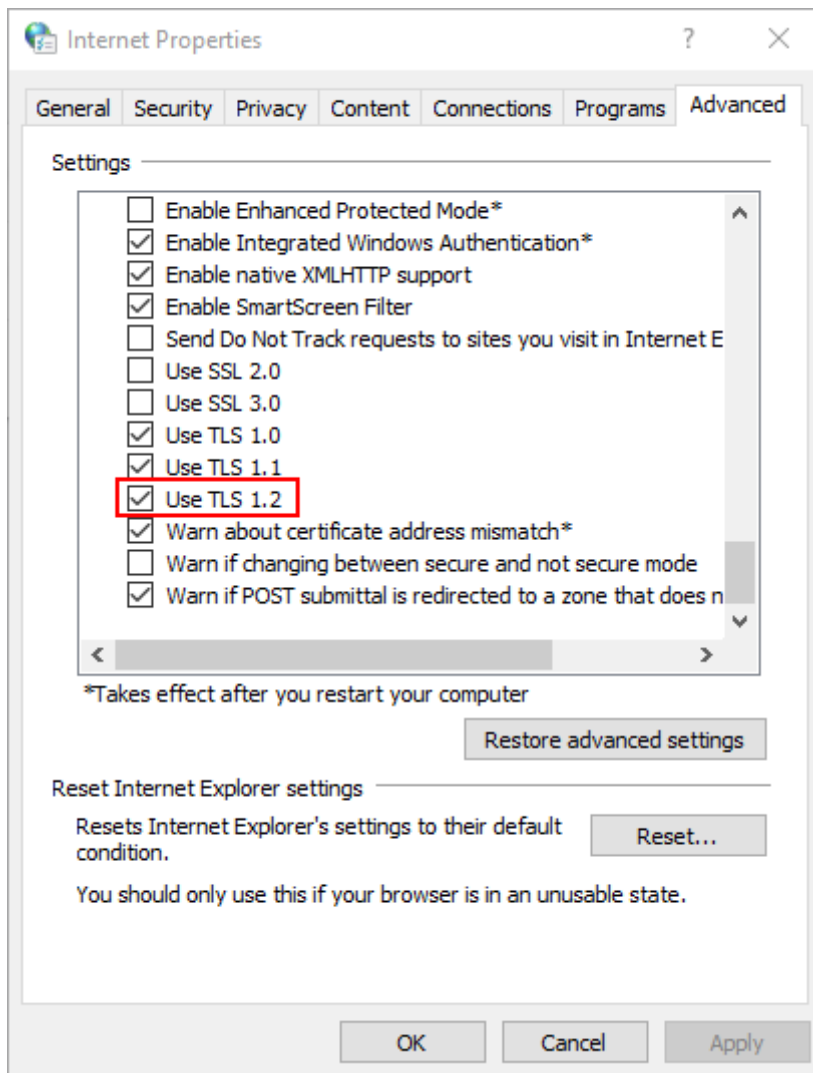 Internet Properties
General Security Privacy Content Connections Programs Advanced
Settings
Enable Enhanced Protected Mode*
Enable Integrated Windows Authentication*
Enable native XMLHTTP support
Enable SmartScreen Filter
Send Do Not Track requests to sites you visit in Internet E
Use SSL 2.0
Use SSL 3.0
Use TLS 1.0
Use TLS 1.1
Use TLS 1.2
Warn about certificate address mismatch*
Warn if changing between secure and not secure mode
Warn if POST submittal is redirected to a zone that does n
*Takes effect after you restart your computer
Restore advanced settings
Reset Internet Explorer settings
Resets Internet Explorer's settings to their default
condition.
Reset...
You should only use this if your browser is in an unusable state.
OK Cancel Apply